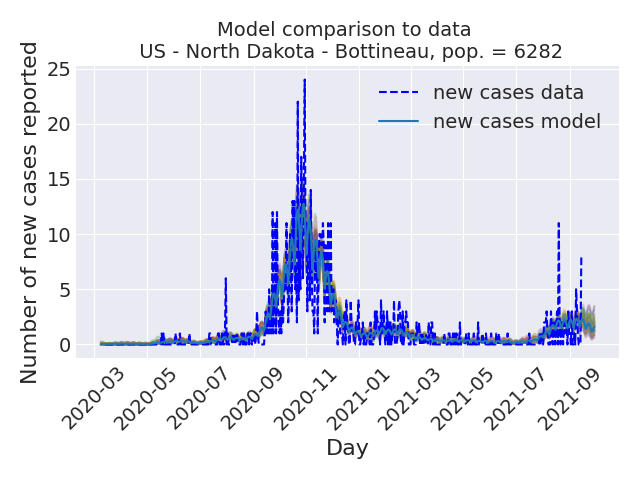 Model comparison to data
US - North Dakota - Bottineau, pop. = 6282
Number of new cases reported
25
20
15
10
5
0
new cases data
new cases model
2020-03
2020-05
2020-07
2020-09
2020-11
2021-01
2021-03
2021-05
2021-07
2021-09
Day